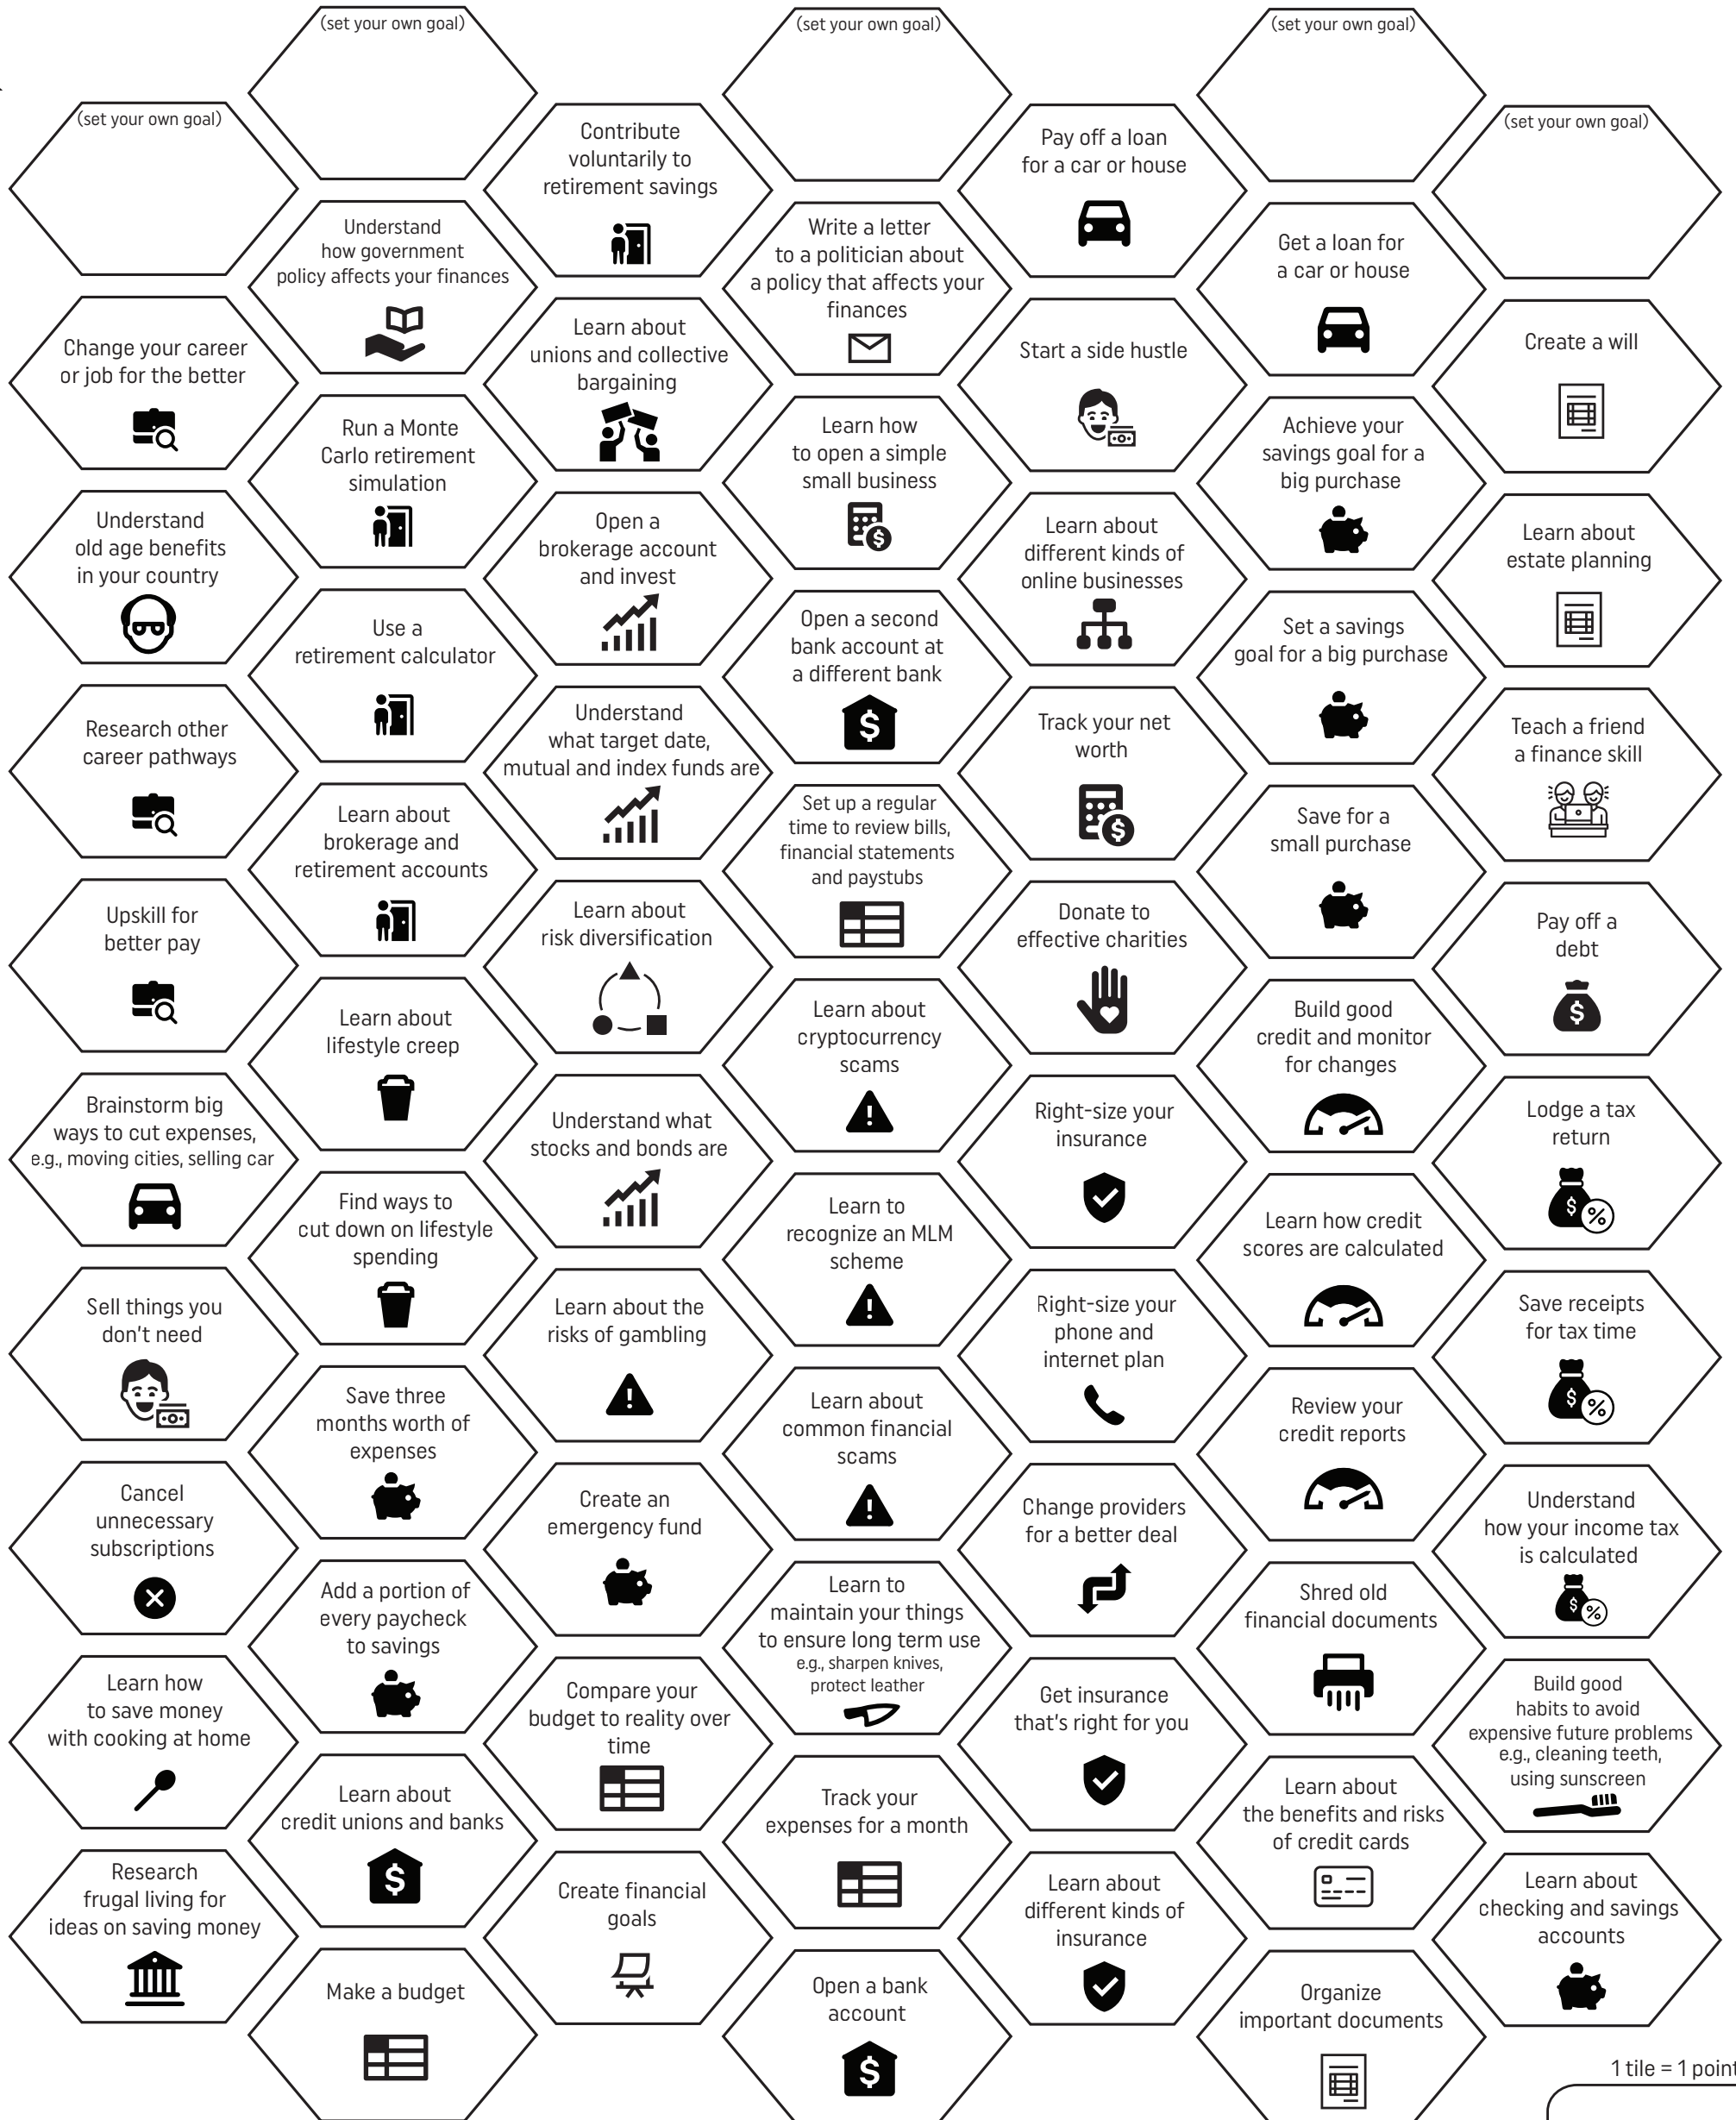 (set your own goal)
(set your own goal)
(set your own goal)
(set your own goal)
(set your own goal)
Contribute
voluntarily to
retirement savings
Pay off a loan
for a car or house
Understand
how government
policy affects your finances
Write a letter
to a politician about
a policy that affects your
finances
Get a loan for
a car or house
Change your career
or job for the better
Learn about
unions and collective
bargaining
Start a side hustle
Create a will
Run a Monte
Carlo retirement
simulation
Learn how
to open a simple
small business
Achieve your
savings goal for a
big purchase
Understand
old age benefits
in your country
Open a
brokerage account
and invest
Learn about
different kinds of
online businesses
Learn about
estate planning
Use a
retirement calculator
Open a second
bank account at
a different bank
$
Set a savings
goal for a big purchase
Research other
career pathways
Understand
what target date,
mutual and index funds are
Track your net
worth
$
Teach a friend
a finance skill
Learn about
brokerage and
retirement accounts
Set up a regular
time to review bills,
financial statements
and paystubs
Save for a
small purchase
Upskill for
better pay
Learn about
risk diversification
Donate to
effective charities
Pay off a
debt
$
Learn about
lifestyle creep
Learn about
cryptocurrency
scams
!
Build good
credit and monitor
for changes
Brainstorm big
ways to cut expenses,
e.g., moving cities, selling car
Understand what
stocks and bonds are
Right-size your
insurance
Lodge a tax
return
$ %
Find ways to
cut down on lifestyle
spending
Learn to
recognize an MLM
scheme
!
Learn how credit
scores are calculated
Sell things you
don't need
Learn about the
risks of gambling
!
Right-size your
phone and
internet plan
Save receipts
for tax time
$ %
Save three
months worth of
expenses
Learn about
common financial
scams
!
Review your
credit reports
Cancel
unnecessary
subscriptions
Create an
emergency fund
Change providers
for a better deal
Understand
how your income tax
is calculated
$ %
Add a portion of
every paycheck
to savings
Learn to
maintain your things
to ensure long term use
e.g., sharpen knives,
protect leather
Shred old
financial documents
Learn how
to save money
with cooking at home
Compare your
budget to reality over
time
Get insurance
that's right for you
Build good
habits to avoid
expensive future problems
e.g., cleaning teeth,
using sunscreen
Learn about
credit unions and banks
$
Track your
expenses for a month
Learn about
the benefits and risks
of credit cards
Research
frugal living for
ideas on saving money
Create financial
goals
Learn about
different kinds of
insurance
Learn about
checking and savings
accounts
Make a budget
Open a bank
account
$
Organize
important documents
1 tile = 1 point
$